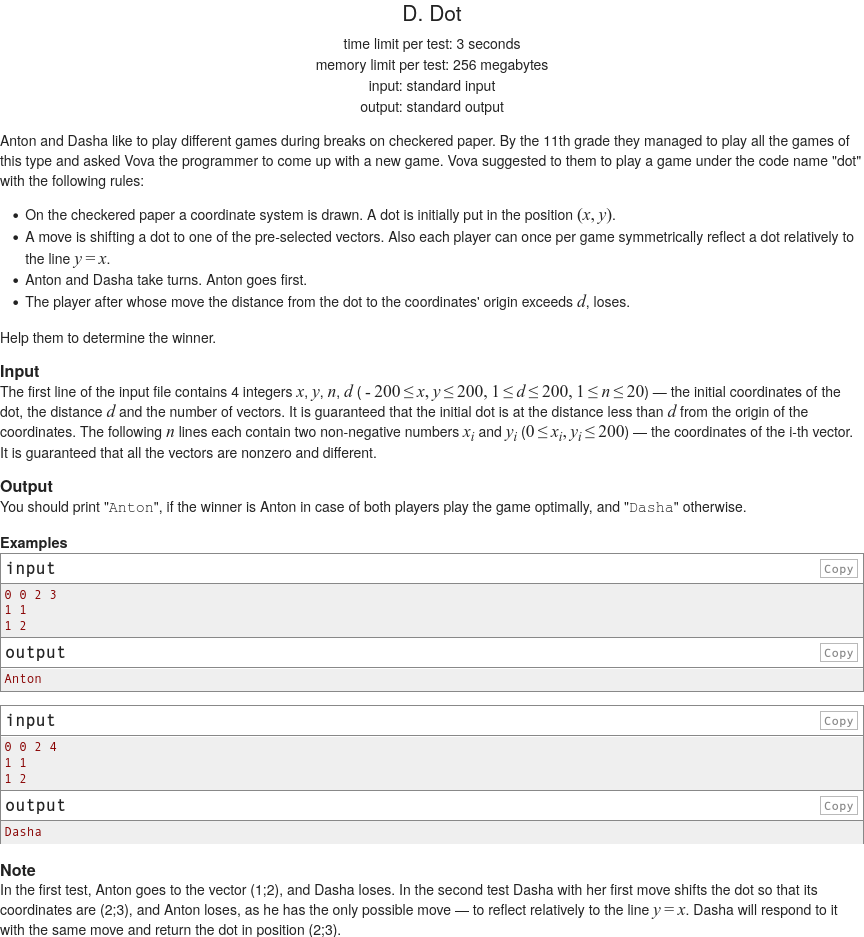 D. Dot
time limit per test: 3 seconds
memory limit per test: 256 megabytes
input: standard input
output: standard output
Anton and Dasha like to play different games during breaks on checkered paper. By the 11th grade they managed to play all the games of
this type and asked Vova the programmer to come up with a new game. Vova suggested to them to play a game under the code name "dot"
with the following rules:
• On the checkered paper a coordinate system is drawn. A dot is initially put in the position (x, y).
• A move is shifting a dot to one of the pre-selected vectors. Also each player can once per game symmetrically reflect a dot relatively to
the line y = x.
• Anton and Dasha take turns. Anton goes first.
• The player after whose move the distance from the dot to the coordinates' origin exceeds d, loses.
Help them to determine the winner.
Input
The first line of the input file contains 4 integers x, y, n, d ( - 200 ≤ x, y ≤ 200, 1 ≤ d ≤ 200, 1 ≤ n ≤ 20) — the initial coordinates of the
dot, the distance d and the number of vectors. It is guaranteed that the initial dot is at the distance less than d from the origin of the
coordinates. The following n lines each contain two non-negative numbers xi and yi (0 ≤ xi, yi ≤ 200) — the coordinates of the i-th vector.
It is guaranteed that all the vectors are nonzero and different.
Output
You should print "Anton", if the winner is Anton in case of both players play the game optimally, and "Dasha" otherwise.
Examples
input Copy
0 0 2 3
1 1
1 2
output Copy
Anton
input Copy
0 0 2 4
1 1
1 2
output Copy
Dasha
Note
In the first test, Anton goes to the vector (1;2), and Dasha loses. In the second test Dasha with her first move shifts the dot so that its
coordinates are (2;3), and Anton loses, as he has the only possible move — to reflect relatively to the line y = x. Dasha will respond to it
with the same move and return the dot in position (2;3).